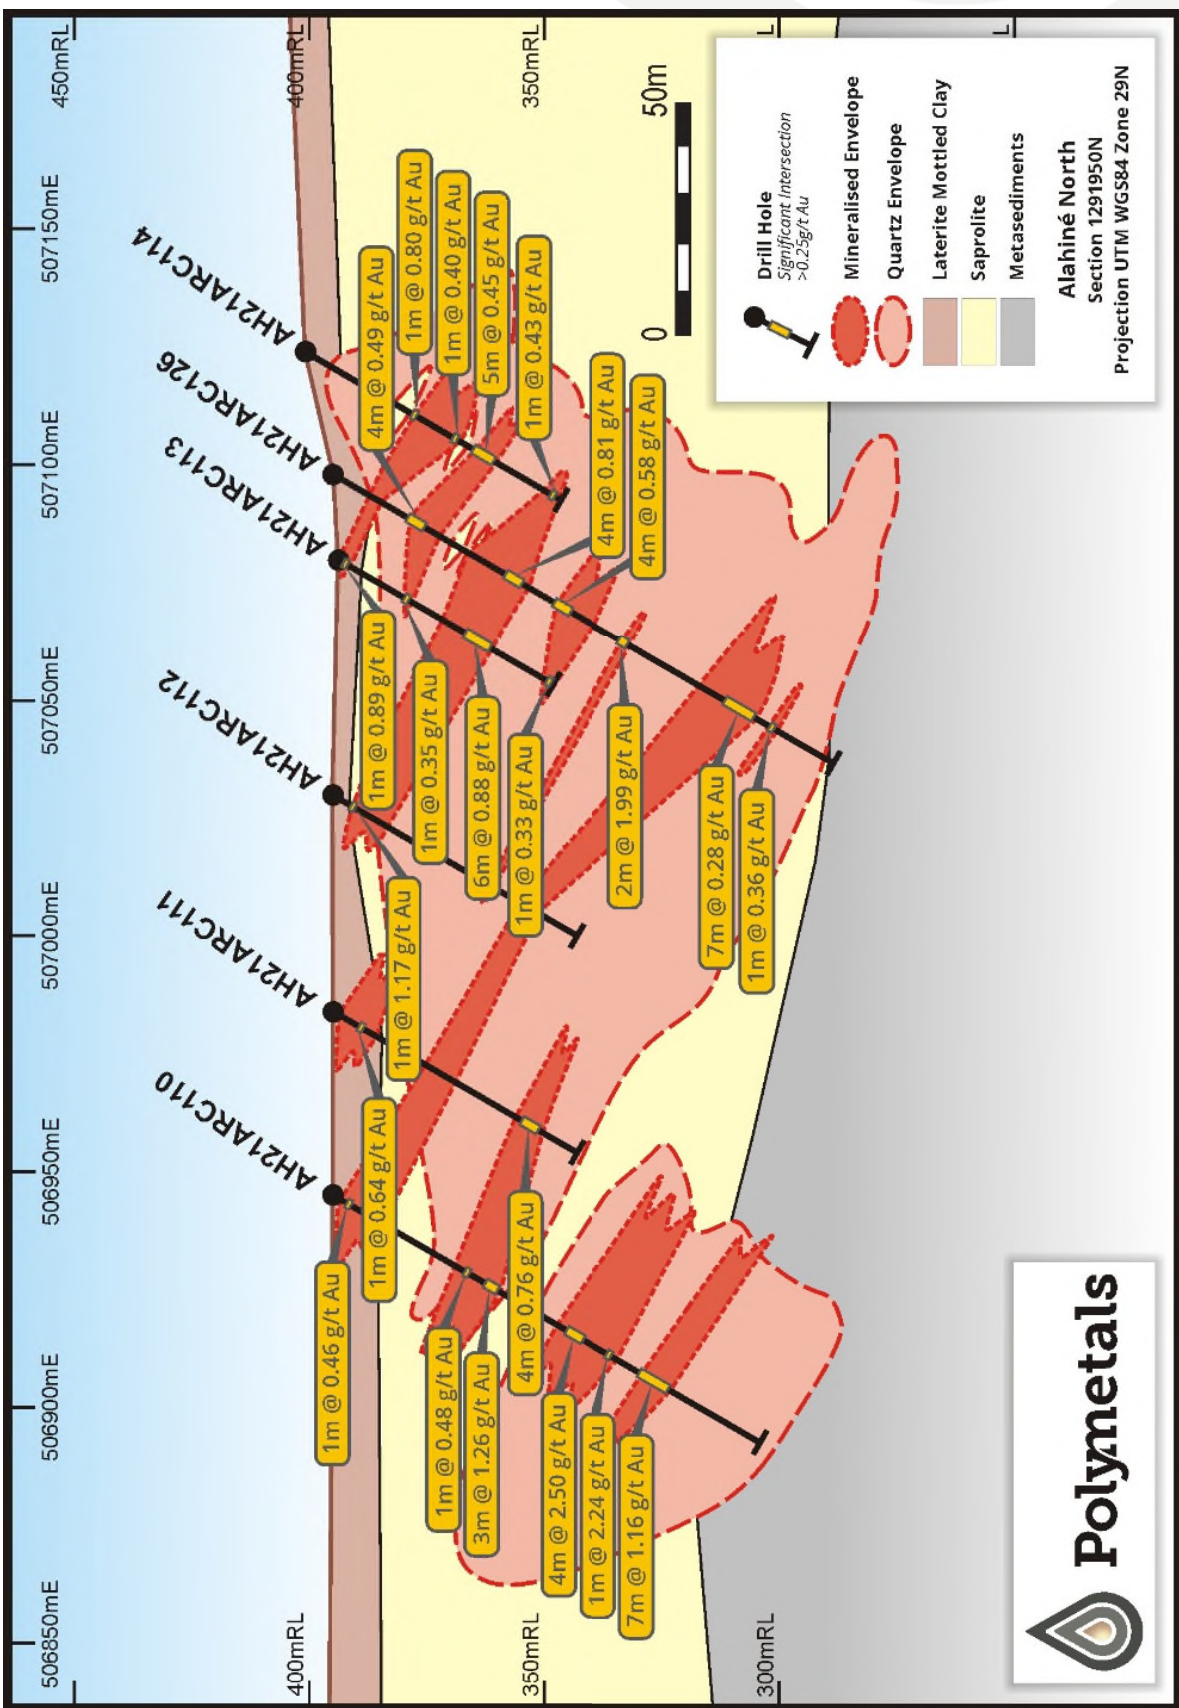 506850mE
506900mE
506950mE
507000mE
507050mE
507100mE
507150mE
450mRL
400mRL
400mRL
350mRL
350mRL
300mRL
L
L
AH21ARC110
AH21ARC111
AH21ARC112
AH21ARC113
AH21ARC126
AH21ARC114
1m @ 0.46 g/t Au
1m @ 0.48 g/t Au
3m @ 1.26 g/t Au
4m @ 2.50 g/t Au
1m @ 2.24 g/t Au
7m @ 1.16 g/t Au
1m @ 0.64 g/t Au
4m @ 0.76 g/t Au
1m @ 1.17 g/t Au
1m @ 0.89 g/t Au
1m @ 0.35 g/t Au
6m @ 0.88 g/t Au
1m @ 0.33 g/t Au
4m @ 0.49 g/t Au
4m @ 0.81 g/t Au
4m @ 0.58 g/t Au
2m @ 1.99 g/t Au
7m @ 0.28 g/t Au
1m @ 0.36 g/t Au
1m @ 0.80 g/t Au
1m @ 0.40 g/t Au
5m @ 0.45 g/t Au
1m @ 0.43 g/t Au
0
50m
Drill Hole
Significant Intersection
>0.25g/t Au
Mineralised Envelope
Quartz Envelope
Laterite Mottled Clay
Saprolite
Metasediments
Alahiné North
Section 1291950N
Projection UTM WGS84 Zone 29N
Polymetals